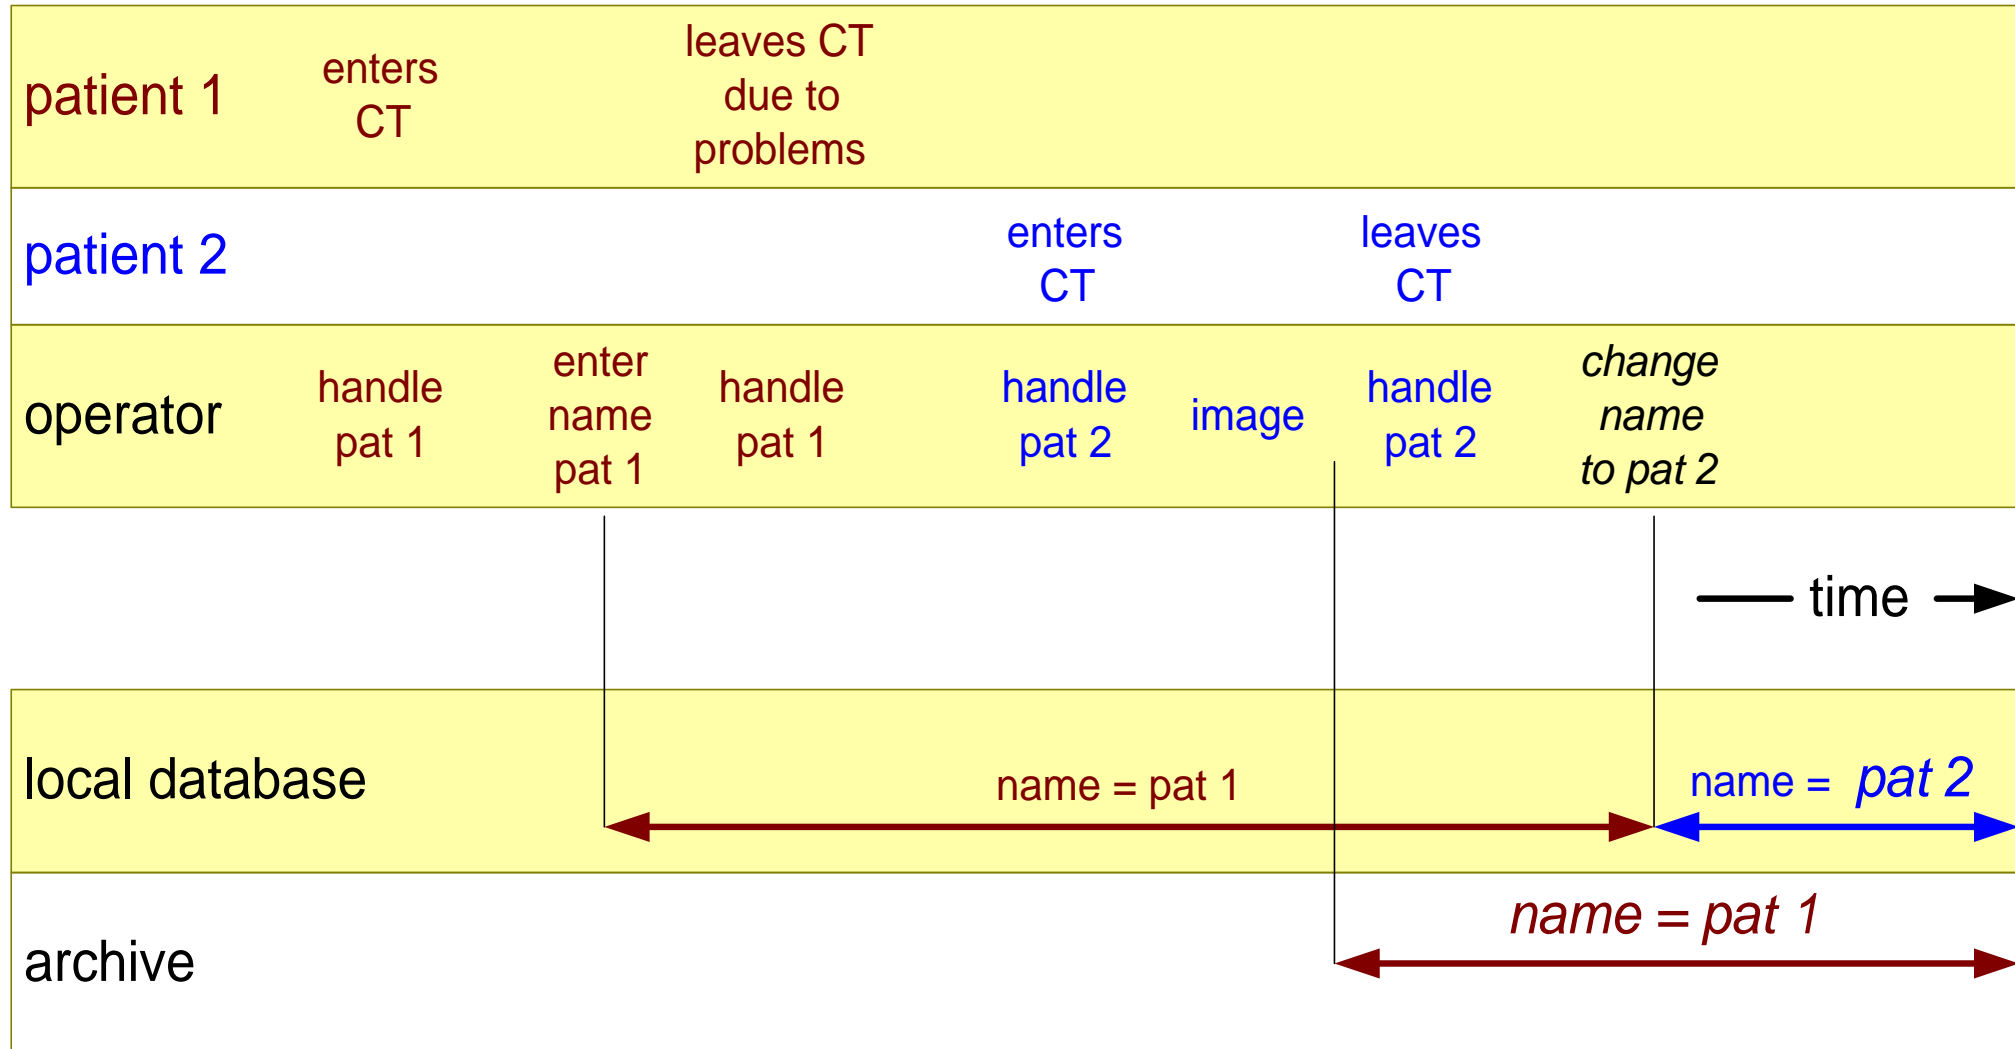 patient 1
enters
CT
leaves CT
due to
problems
patient 2
enters
CT
leaves
CT
operator
handle
pat 1
enter
name
pat 1
handle
pat 1
handle
pat 2
image
handle
pat 2
change
name
to pat 2
time
local database
name = pat 1
name = pat 2
archive
name = pat 1